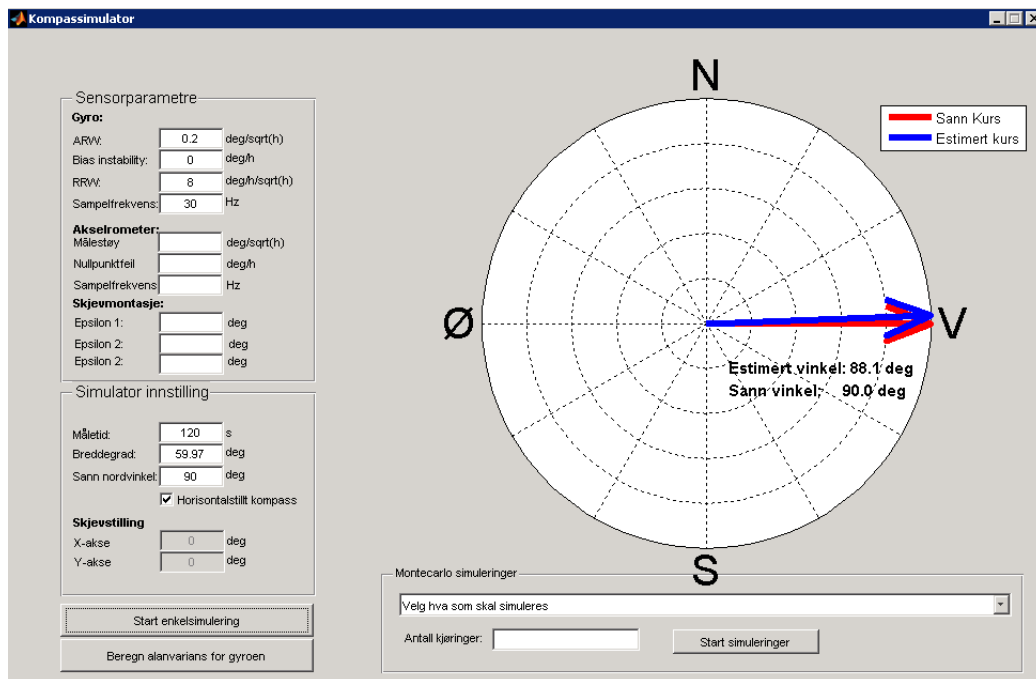 Kompassimulator
Sensorparametre
Gyro:
ARW: 0.2 deg/sqrt(h)
Bias instability: 0 deg/h
RRW: 8 deg/h/sqrt(h)
Sampelfrekvens: 30 Hz
Akselrometer:
Målestøy deg/sqrt(h)
Nullpunktfeil deg/h
Sampelfrekvens Hz
Skjevmontasje:
Epsilon 1: deg
Epsilon 2: deg
Epsilon 2: deg
Simulator innstilling
Måletid: 120 s
Breddegrad: 59.97 deg
Sann nordvinkel: 90 deg
Horisontalstillt kompass
Skjevstilling
X-akse 0 deg
Y-akse 0 deg
Start enkelsimulering
Beregn alanvarians for gyroen
N
Ø
V
S
Sann Kurs
Estimert kurs
Estimert vinkel: 88.1 deg
Sann vinkel: 90.0 deg
Montecarlo simuleringer
Velg hva som skal simuleres
Antall kjøringer:
Start simuleringer